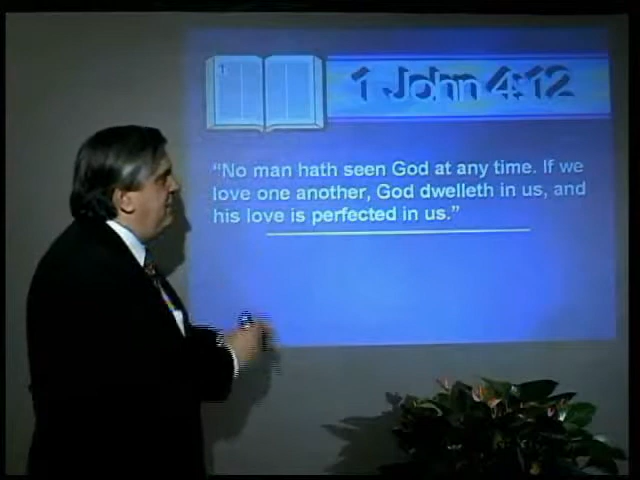 1 John 4:12
“No man hath seen God at any time. If we
love one another, God dwelleth in us, and
his love is perfected in us.”